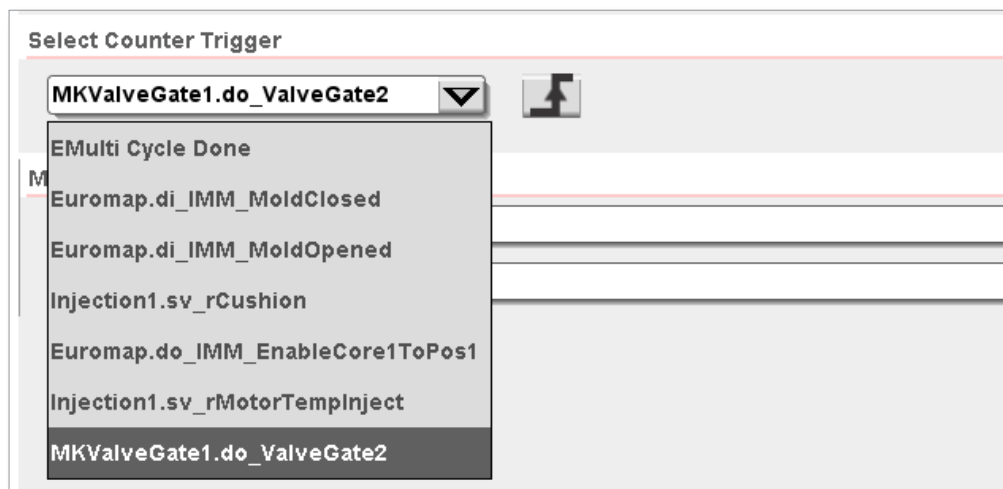 Select Counter Trigger
MKValveGate1.do_ValveGate2
EMulti Cycle Done
M
Euromap.di_IMM_MoldClosed
Euromap.di_IMM_MoldOpened
Injection1.sv_rCushion
Euromap.do_IMM_EnableCore1ToPos1
Injection1.sv_rMotorTempInject
MKValveGate1.do_ValveGate2